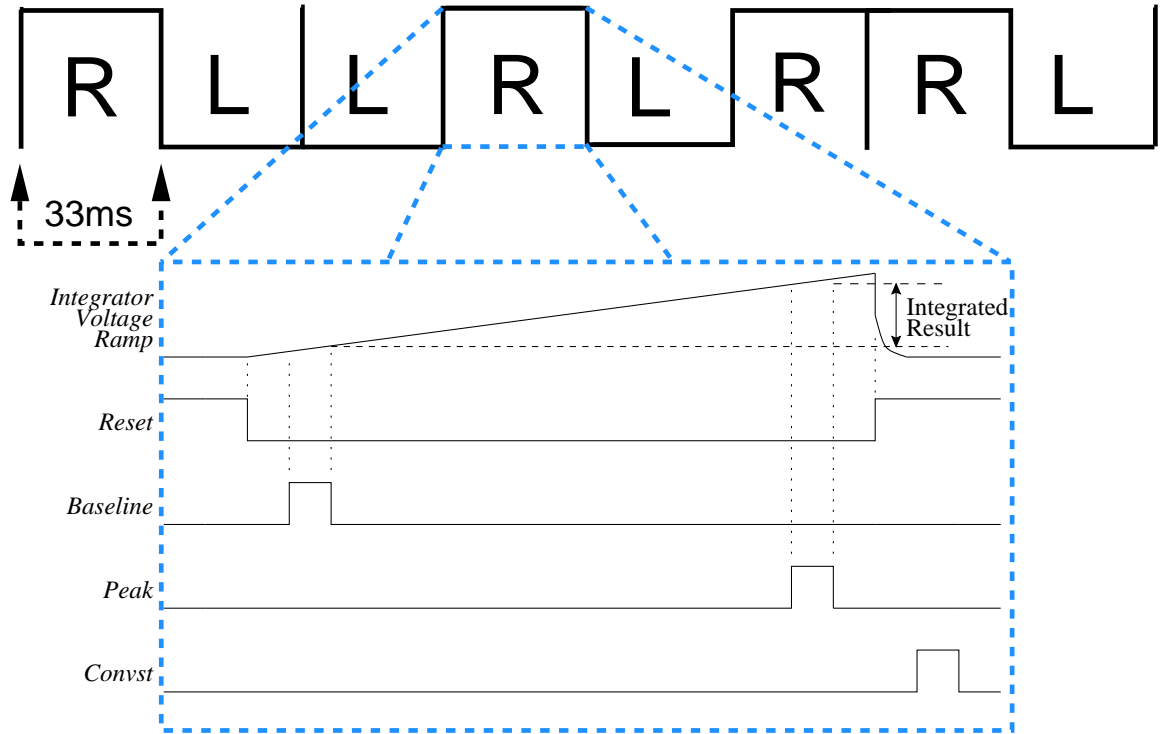 R L L R L R R L
33ms
Integrator
Voltage
Ramp
Integrated
Result
Reset
Baseline
Peak
Convst